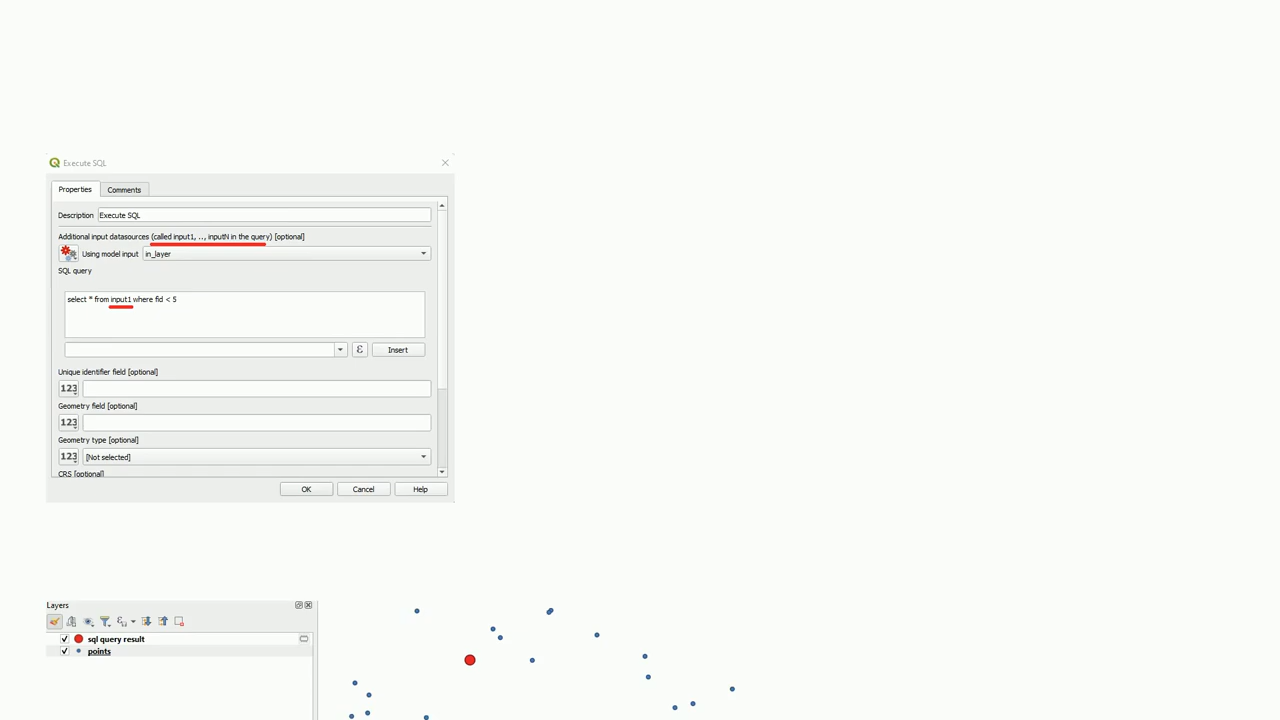 Execute SQL
Properties Comments
Description Execute SQL
Additional input datasources (called input1, .., inputN in the query) [optional]
Using model input in_layer
SQL query
select * from input1 where fid < 5
ε Insert
Unique identifier field [optional]
123
Geometry field [optional]
123
Geometry type [optional]
123 [Not selected]
CRS [optional]
OK Cancel Help
Layers
sql query result
points